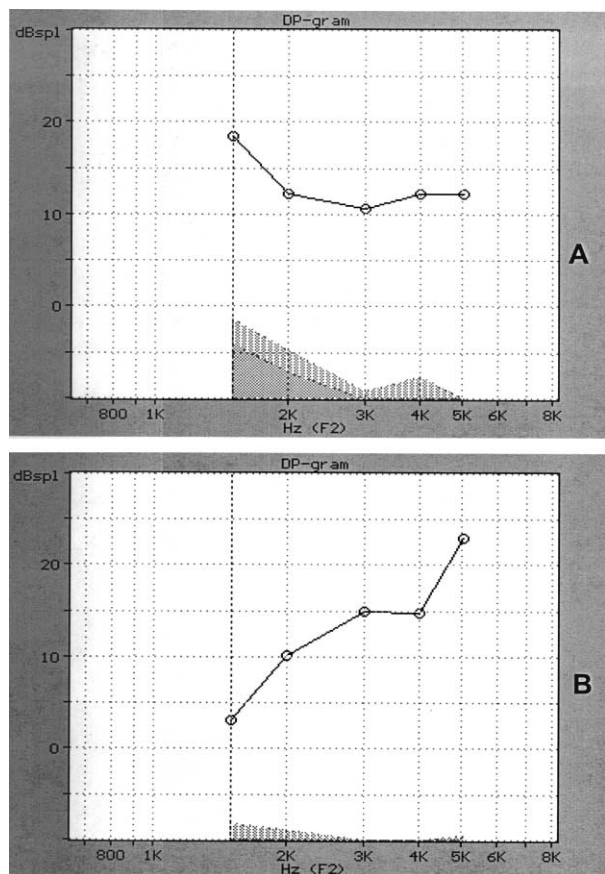 DP-gram
dBspl
20
10
0
A
800 1K 2K 3K 4K 5K 6K 8K
Hz (F2)
DP-gram
dBspl
20
10
0
B
800 1K 2K 3K 4K 5K 6K 8K
Hz (F2)